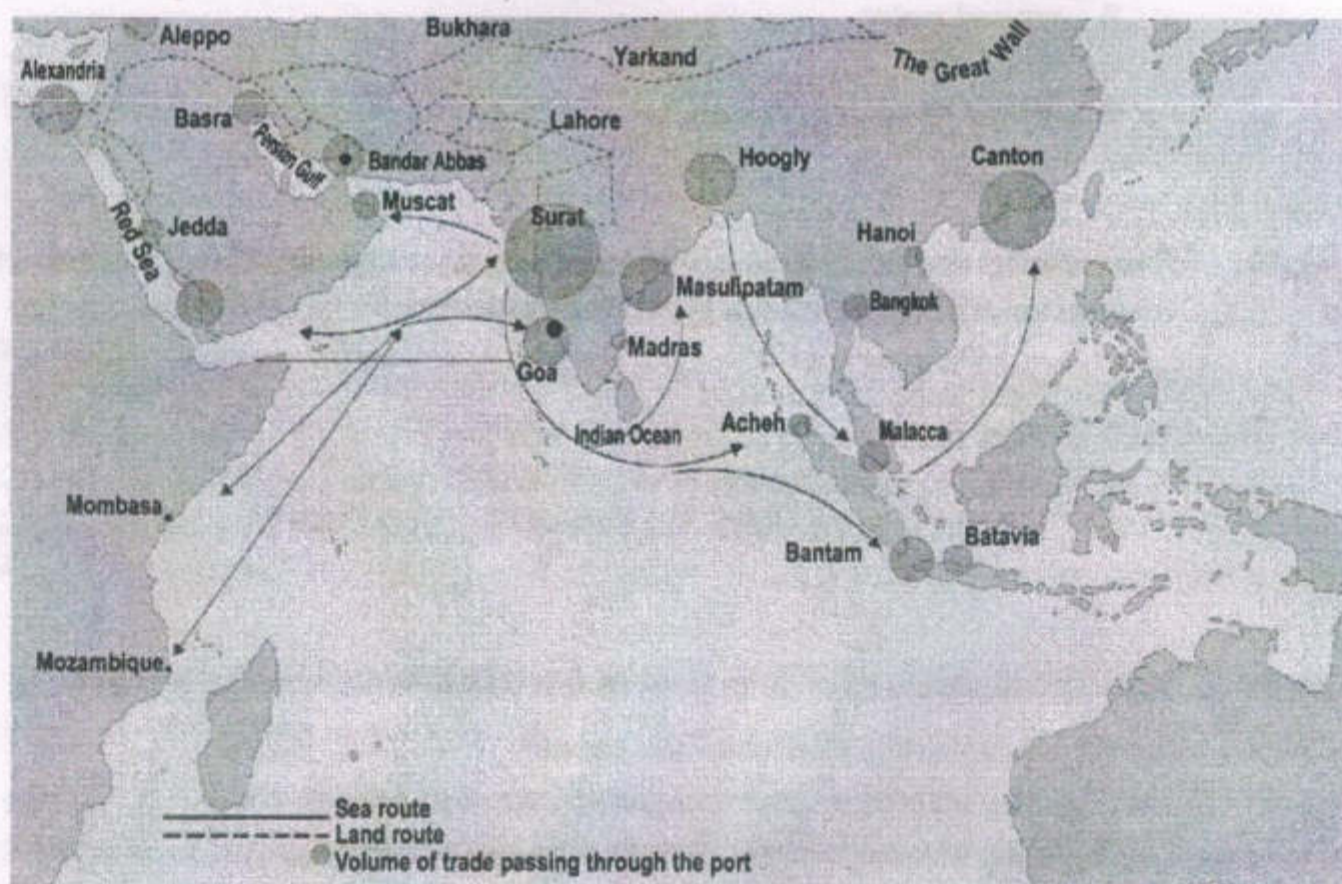 Aleppo
Bukhara
Yarkand
The Great Wall
Alexandria
Basra
Persian Gulf
Lahore
Bandar Abbas
Hoogly
Canton
Muscat
Surat
Red Sea
Jedda
Hanoi
Masulipatam
Bangkok
Madras
Goa
Indian Ocean
Acheh
Malacca
Mombasa
Bantam
Batavia
Mozambique
Sea route
Land route
Volume of trade passing through the port